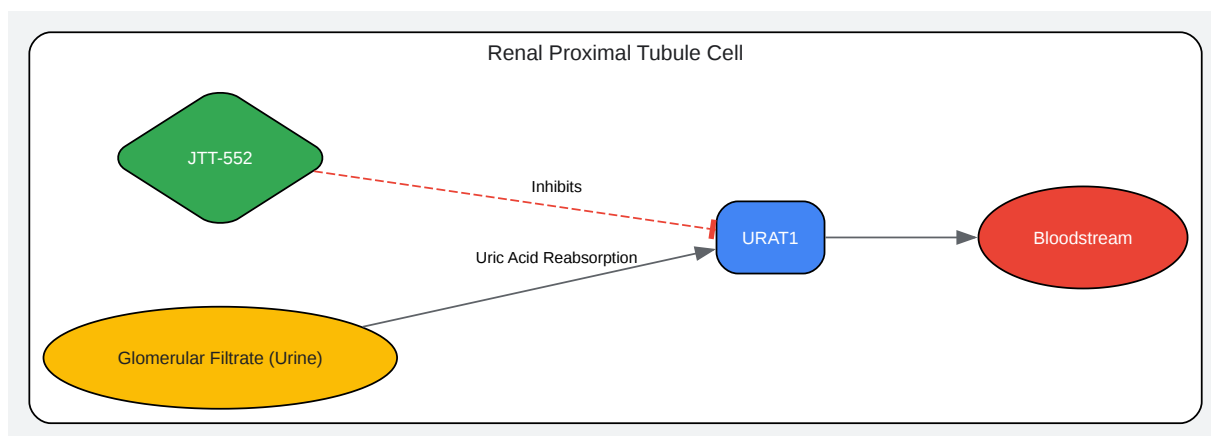 Renal Proximal Tubule Cell
JTT-552
Inhibits
URAT1
Bloodstream
Uric Acid Reabsorption
Glomerular Filtrate (Urine)